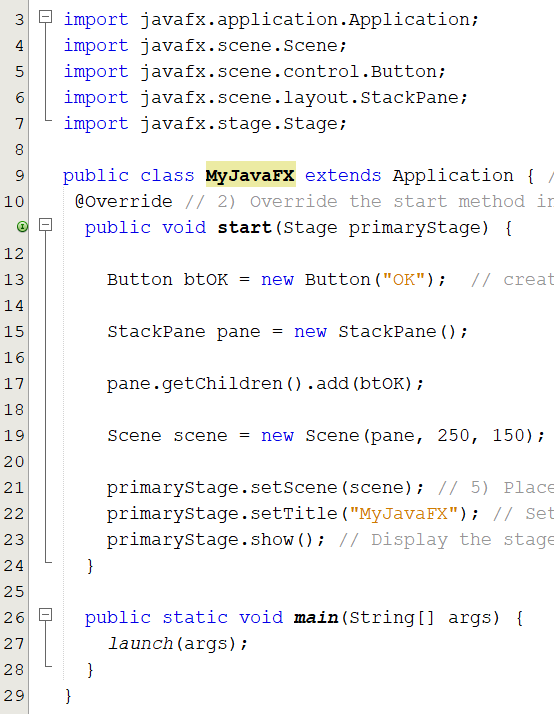 3 import javafx.application.Application;
4 import javafx.scene.Scene;
5 import javafx.scene.control.Button;
6 import javafx.scene.layout.StackPane;
7 import javafx.stage.Stage;
8
9 public class MyJavaFX extends Application { /
10 @Override // 2) Override the start method in
public void start(Stage primaryStage) {
12
13 Button btOK = new Button("OK");  // creat
14
15 StackPane pane = new StackPane();
16
17 pane.getChildren().add(btOK);
18
19 Scene scene = new Scene(pane, 250, 150);
20
21 primaryStage.setScene(scene); // 5) Place
22 primaryStage.setTitle("MyJavaFX"); // Set
23 primaryStage.show(); // Display the stage
24 }
25
26 public static void main(String[] args) {
27 launch(args);
28 }
29 }